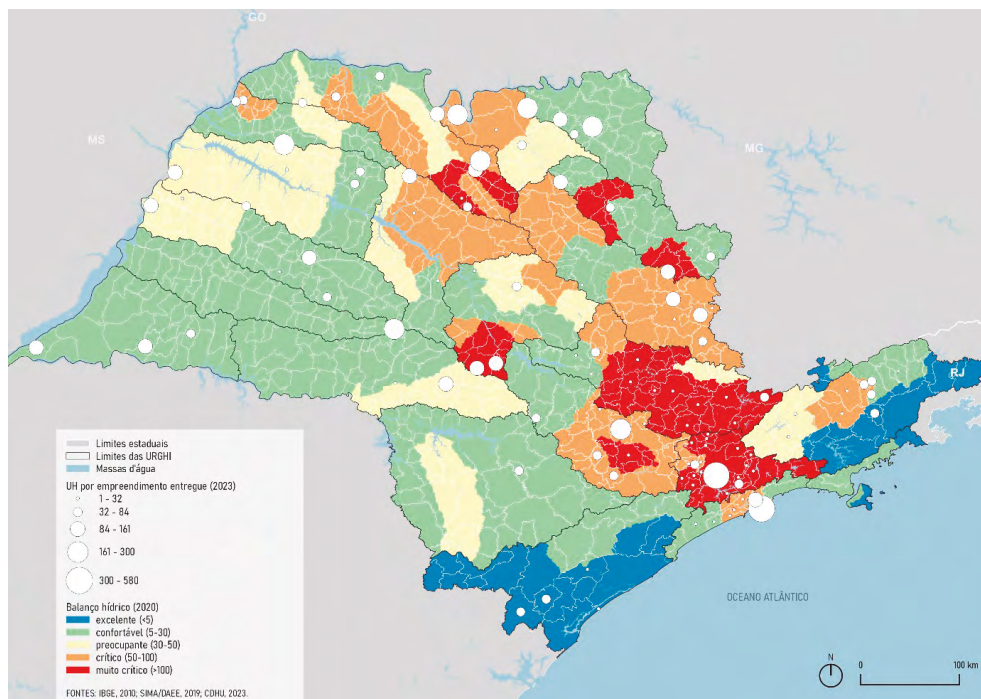 GO
MS
MG
RJ
Limites estaduais
Limites das URGHI
Massas d'água
UH por empreendimento entregue (2023)
1 - 32
32 - 84
84 - 161
161 - 300
300 - 580
Balanço hídrico (2020)
excelente (<5)
confortável (5-30)
preocupante (30-50)
crítico (50-100)
muito crítico (>100)
FONTES: IBGE, 2010; SIMA/DAEE, 2019; CDHU, 2023.
OCEANO ATLÂNTICO
N
0
100 km